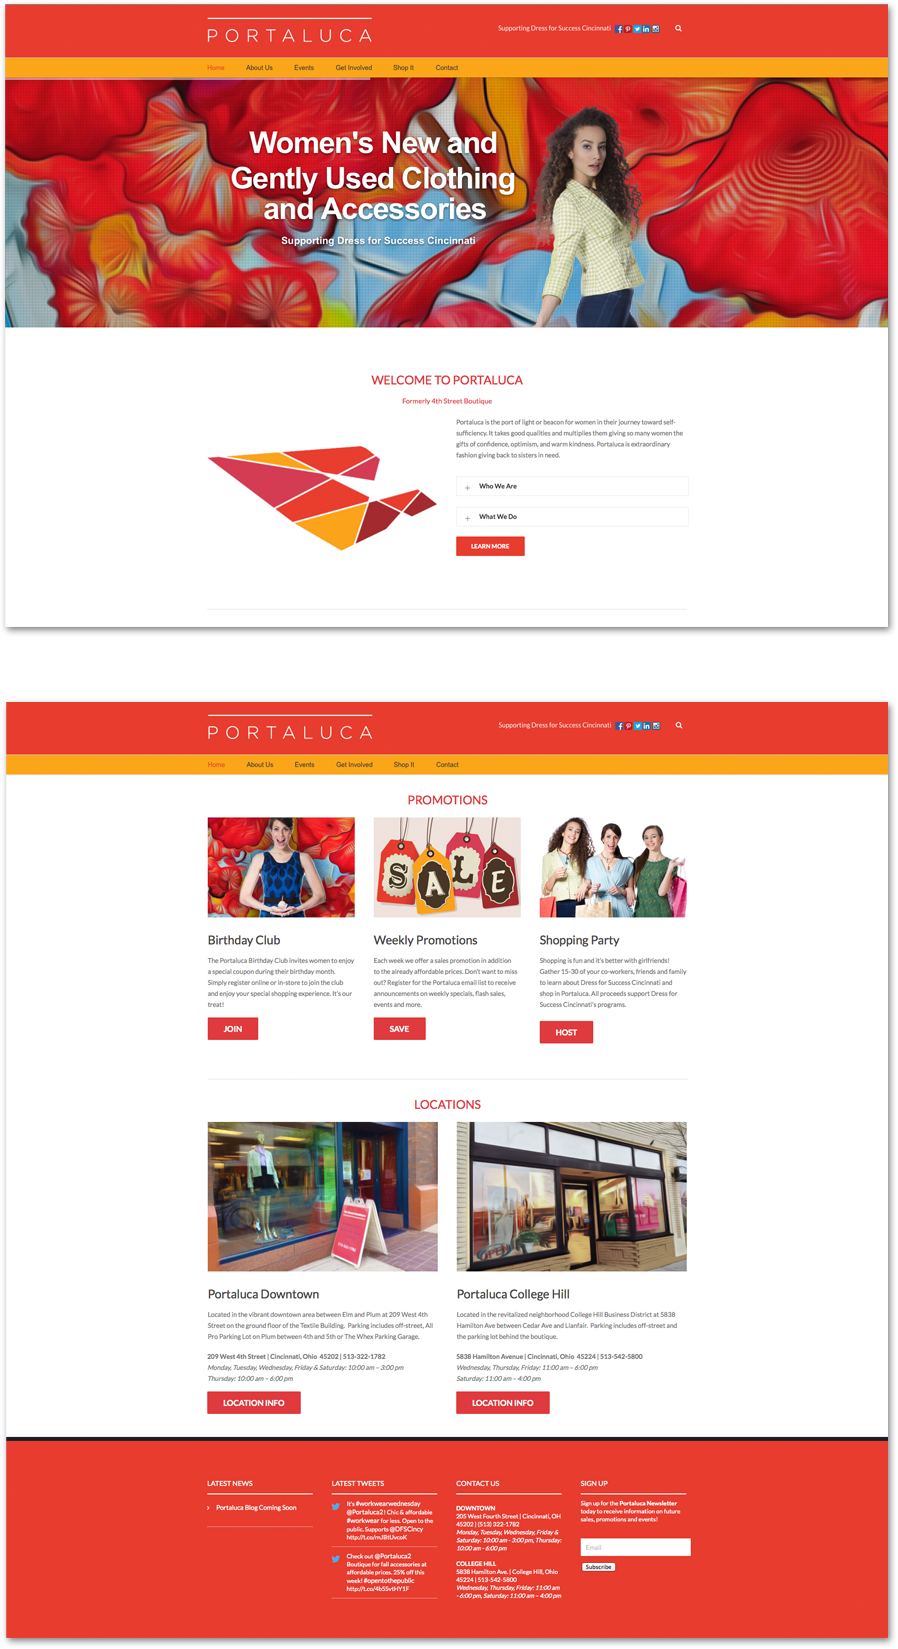 PORTALUCA
Supporting Dress for Success Cincinnati
Home About Us Events Get Involved Shop It Contact
Women's New and
Gently Used Clothing
and Accessories
Supporting Dress for Success Cincinnati
WELCOME TO PORTALUCA
Formerly 4th Street Boutique
Portaluca is the port of light or beacon for women in their journey toward self-
sufficiency. It takes good qualities and multiplies them giving so many women the
gifts of confidence, optimism, and warm kindness. Portaluca is extraordinary
fashion giving back to sisters in need.
+ Who We Are
+ What We Do
LEARN MORE
PORTALUCA
Supporting Dress for Success Cincinnati
Home About Us Events Get Involved Shop It Contact
PROMOTIONS
SALE
Birthday Club
The Portaluca Birthday Club invites women to enjoy
a special coupon during their birthday month.
Simply register online or in-store to join the club
and enjoy your special shopping experience. It's our
treat!
JOIN
Weekly Promotions
Each week we offer a sales promotion in addition
to the already affordable prices. Don't want to miss
out? Register for the Portaluca email list to receive
announcements on weekly specials, flash sales,
events and more.
SAVE
Shopping Party
Shopping is fun and it's better with girlfriends!
Gather 15-30 of your co-workers, friends and family
to learn about Dress for Success Cincinnati and
shop in Portaluca. All proceeds support Dress for
Success Cincinnati's programs.
HOST
LOCATIONS
OPEN
Portaluca Downtown
Located in the vibrant downtown area between Elm and Plum at 209 West 4th
Street on the ground floor of the Textile Building. Parking includes off-street, All
Pro Parking Lot on Plum between 4th and 5th or The Whex Parking Garage.
209 West 4th Street | Cincinnati, Ohio 45202 | 513-322-1782
Monday, Tuesday, Wednesday, Friday & Saturday: 10:00 am – 3:00 pm
Thursday: 10:00 am – 6:00 pm
LOCATION INFO
Portaluca College Hill
Located in the revitalized neighborhood College Hill Business District at 5838
Hamilton Ave between Cedar Ave and Llanfair. Parking includes off-street and
the parking lot behind the boutique.
5838 Hamilton Avenue | Cincinnati, Ohio 45224 | 513-542-5800
Wednesday, Thursday, Friday: 11:00 am – 6:00 pm
Saturday: 11:00 am – 4:00 pm
LOCATION INFO
LATEST NEWS
Portaluca Blog Coming Soon
LATEST TWEETS
It's #workwearwednesday
@Portaluca2! Chic & affordable
#workwear for less. Open to the
public. Supports @DFSCincy
http://t.co/mJBtUvcoK
Check out @Portaluca2
Boutique for fall accessories at
affordable prices. 25% off this
week! #opentothepublic
http://t.co/4b5SvtHY1F
CONTACT US
DOWNTOWN
205 West Fourth Street | Cincinnati, OH
45202 | (513) 322-1782
Monday, Tuesday, Wednesday, Friday &
Saturday: 10:00 am - 3:00 pm, Thursday:
10:00 am - 6:00 pm
COLLEGE HILL
5838 Hamilton Ave. | College Hill, Ohio
45224 | 513-542-5800
Wednesday, Thursday, Friday: 11:00 am
- 6:00 pm, Saturday: 11:00 am – 4:00 pm
SIGN UP
Sign up for the Portaluca Newsletter
today to receive information on future
sales, promotions and events!
Email
Subscribe